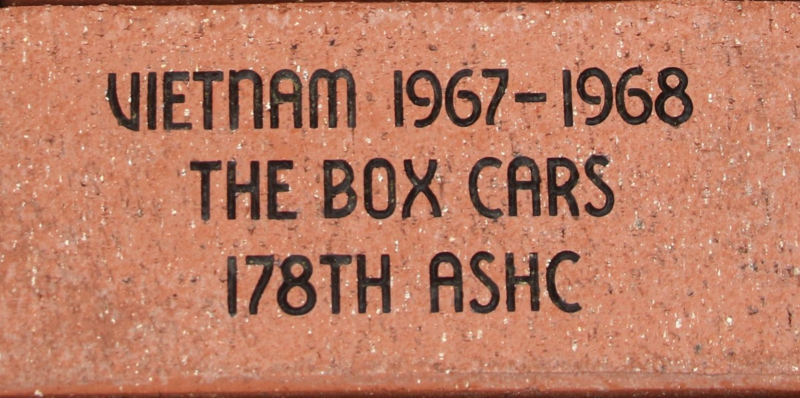 VIETNAM 1967-1968
THE BOX CARS
178TH ASHC